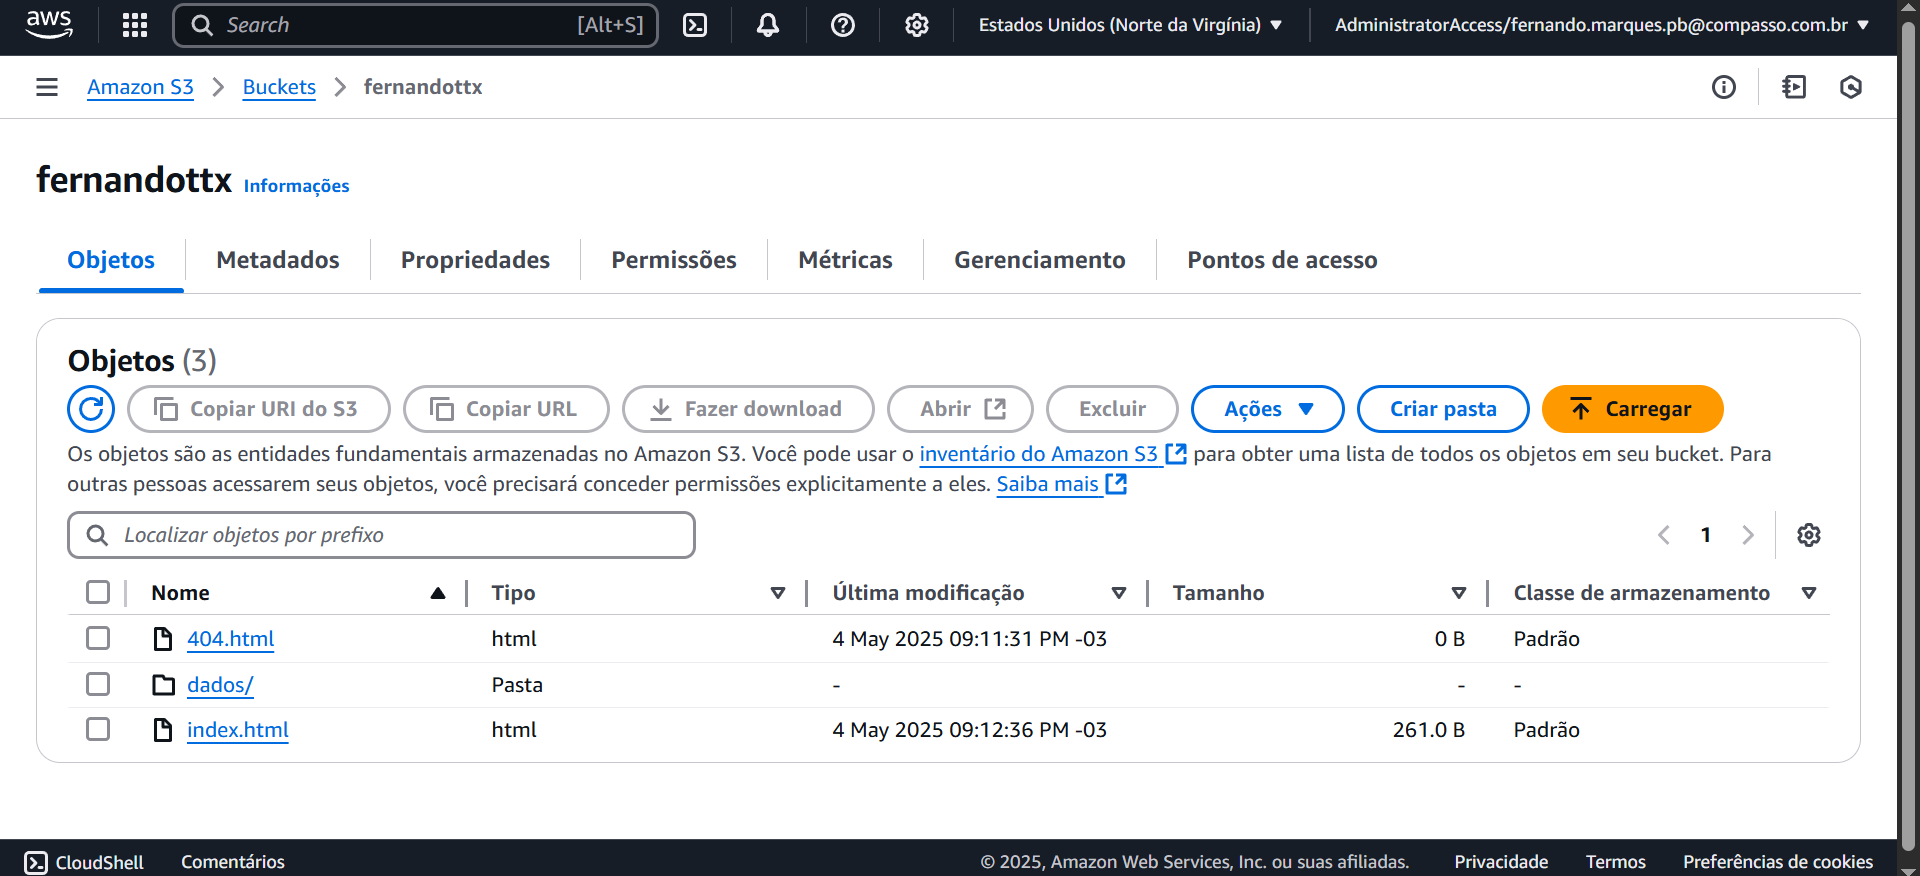 aws Search [Alt+S] Estados Unidos (Norte da Virgínia) AdministratorAccess/fernando.marques.pb@compasso.com.br
Amazon S3 Buckets fernandottx
fernandottx Informações
Objetos Metadados Propriedades Permissões Métricas Gerenciamento Pontos de acesso
Objetos (3)
Copiar URI do S3 Copiar URL Fazer download Abrir Excluir Ações Criar pasta Carregar
Os objetos são as entidades fundamentais armazenadas no Amazon S3. Você pode usar o inventário do Amazon S3 para obter uma lista de todos os objetos em seu bucket. Para
outras pessoas acessarem seus objetos, você precisará conceder permissões explicitamente a eles. Saiba mais
Localizar objetos por prefixo 1
Nome Tipo Última modificação Tamanho Classe de armazenamento
404.html html 4 May 2025 09:11:31 PM -03 0 B Padrão
dados/ Pasta - - -
index.html html 4 May 2025 09:12:36 PM -03 261.0 B Padrão
CloudShell Comentários © 2025, Amazon Web Services, Inc. ou suas afiliadas. Privacidade Termos Preferências de cookies